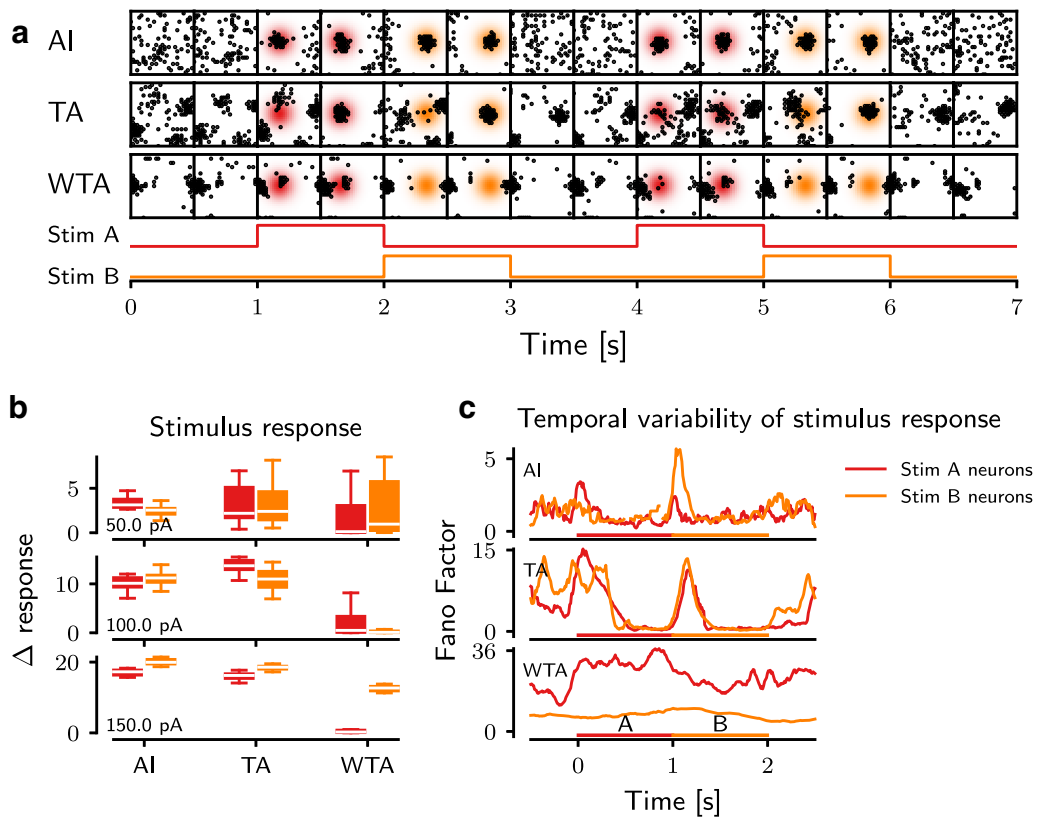 a
AI
TA
WTA
Stim A
Stim B
0 1 2 3 4 5 6 7
Time [s]
b
Stimulus response
Δ response
5
0
50.0 pA
10
0
100.0 pA
20
0
150.0 pA
AI TA WTA
c
Temporal variability of stimulus response
Fano Factor
AI
5
0
TA
15
0
WTA
36
0
A B
0 1 2
Time [s]
Stim A neurons
Stim B neurons